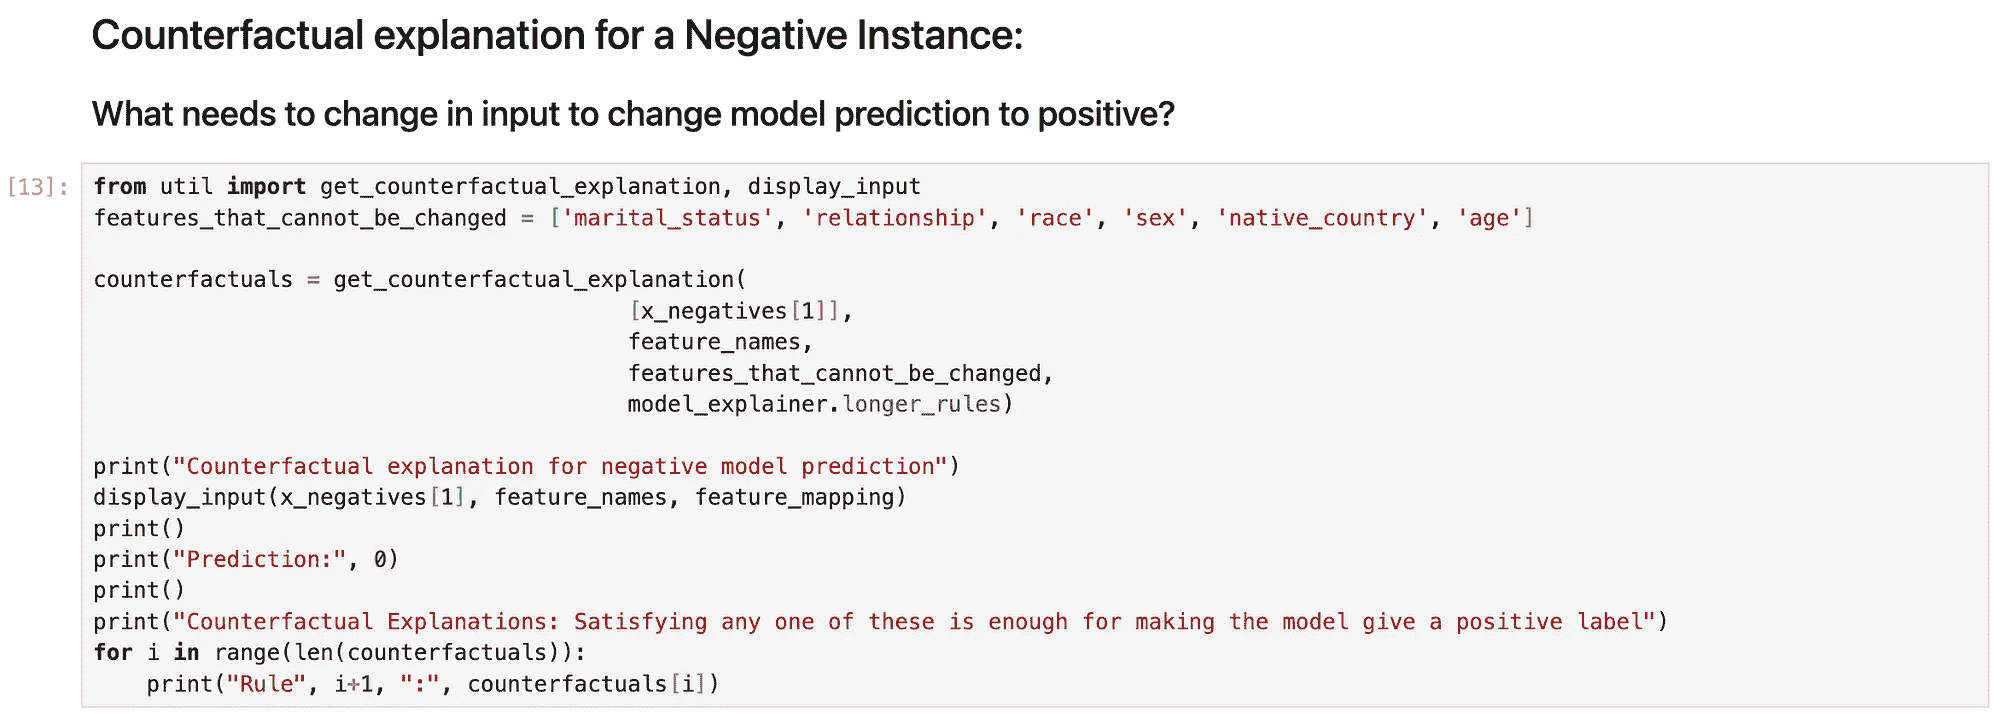 Counterfactual explanation for a Negative Instance:
What needs to change in input to change model prediction to positive?
[13]:
from util import get_counterfactual_explanation, display_input
features_that_cannot_be_changed = ['marital_status', 'relationship', 'race', 'sex', 'native_country', 'age']
counterfactuals = get_counterfactual_explanation(
[x_negatives[1]],
feature_names,
features_that_cannot_be_changed,
model_explainer.longer_rules)
print("Counterfactual explanation for negative model prediction")
display_input(x_negatives[1], feature_names, feature_mapping)
print()
print("Prediction:", 0)
print()
print("Counterfactual Explanations: Satisfying any one of these is enough for making the model give a positive label")
for i in range(len(counterfactuals)):
    print("Rule", i+1, ":", counterfactuals[i])